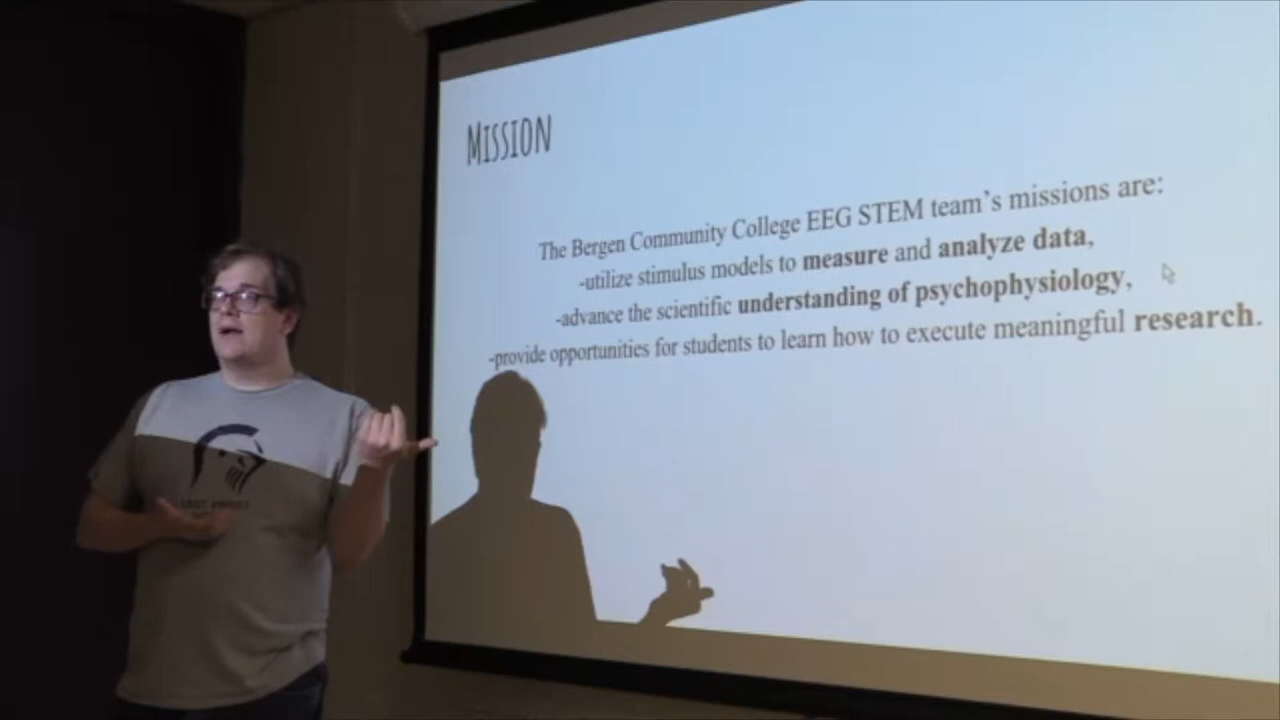 MISSION
The Bergen Community College EEG STEM team's missions are:
-utilize stimulus models to measure and analyze data,
-advance the scientific understanding of psychophysiology,
-provide opportunities for students to learn how to execute meaningful research.